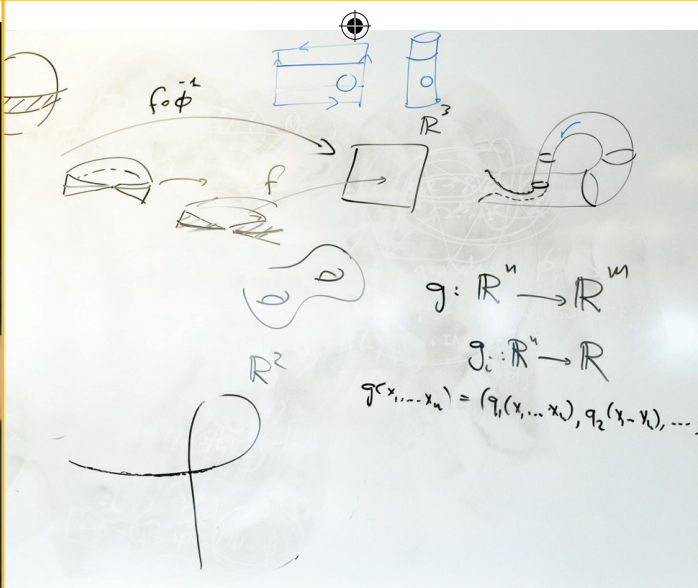 f∘ϕ⁻¹
ℝ³
f
g: ℝⁿ → ℝᵐ
gᵢ: ℝⁿ → ℝ
ℝ²
g(x₁,...xₙ) = (g₁(x₁,...xₙ), g₂(x₁-xₙ),...